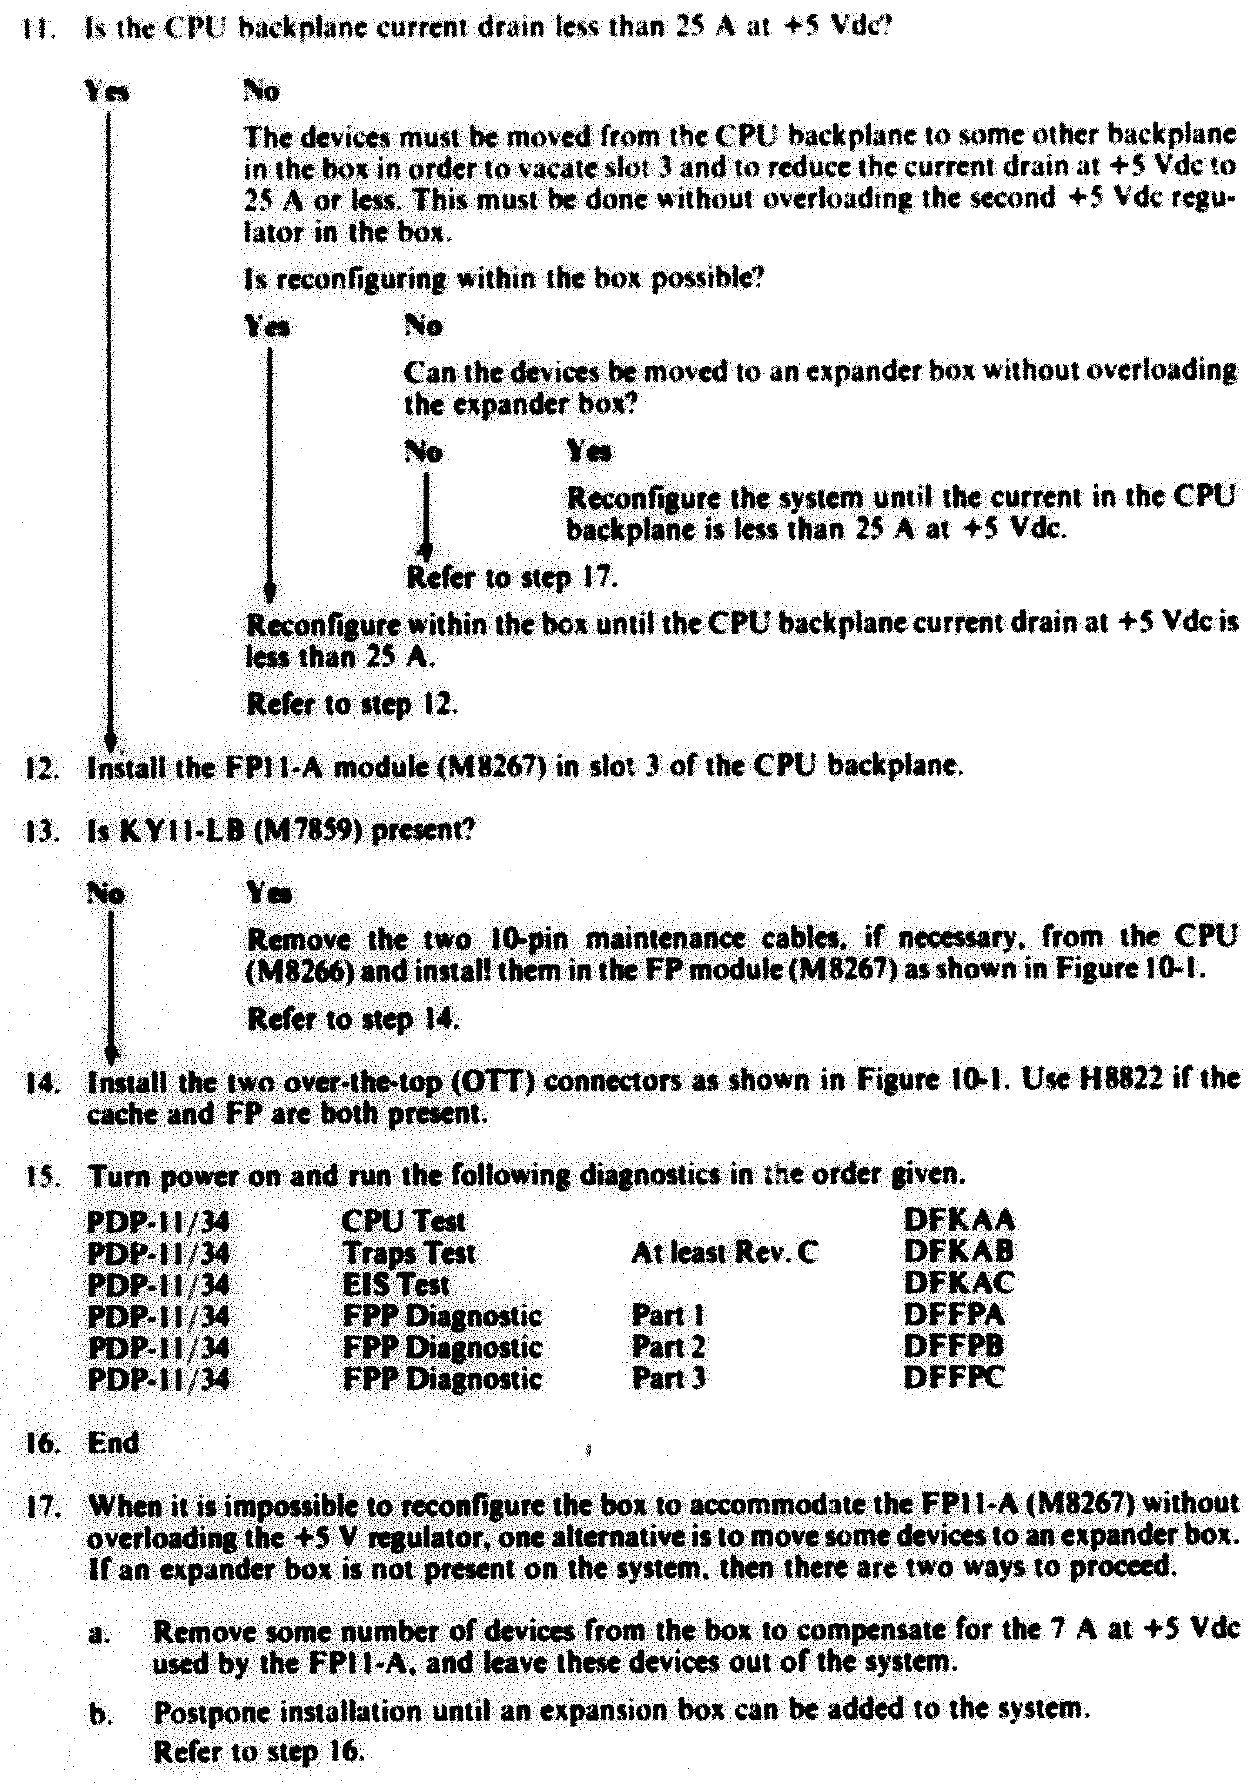 11. Is the CPU backplane current drain less than 25 A at +5 Vdc?
Yes No
The devices must be moved from the CPU backplane to some other backplane
in the box in order to vacate slot 3 and to reduce the current drain at +5 Vdc to
25 A or less. This must be done without overloading the second +5 Vdc regu-
lator in the box.
Is reconfiguring within the box possible?
Yes No
Can the devices be moved to an expander box without overloading
the expander box?
No Yes
Reconfigure the system until the current in the CPU
backplane is less than 25 A at +5 Vdc.
Refer to step 17.
Reconfigure within the box until the CPU backplane current drain at +5 Vdc is
less than 25 A.
Refer to step 12.
12. Install the FP11-A module (M8267) in slot 3 of the CPU backplane.
13. Is KY11-LB (M7859) present?
No Yes
Remove the two 10-pin maintenance cables, if necessary, from the CPU
(M8266) and install them in the FP module (M8267) as shown in Figure 10-1.
Refer to step 14.
14. Install the two over-the-top (OTT) connectors as shown in Figure 10-1. Use H8822 if the
cache and FP are both present.
15. Turn power on and run the following diagnostics in the order given.
PDP-11/34 CPU Test DFKAA
PDP-11/34 Traps Test At least Rev. C DFKAB
PDP-11/34 EIS Test DFKAC
PDP-11/34 FPP Diagnostic Part 1 DFFPA
PDP-11/34 FPP Diagnostic Part 2 DFFPB
PDP-11/34 FPP Diagnostic Part 3 DFFPC
16. End
17. When it is impossible to reconfigure the box to accommodate the FP11-A (M8267) without
overloading the +5 V regulator, one alternative is to move some devices to an expander box.
If an expander box is not present on the system, then there are two ways to proceed.
a. Remove some number of devices from the box to compensate for the 7 A at +5 Vdc
used by the FP11-A, and leave these devices out of the system.
b. Postpone installation until an expansion box can be added to the system.
Refer to step 16.